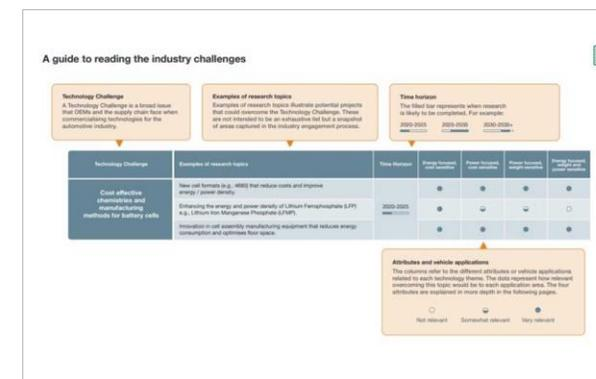 A guide to reading the industry challenges
Technology Challenge
A Technology Challenge is a broad issue
that OEMs and the supply chain face when
commercialising technologies for the
automotive industry.
Examples of research topics
Examples of research topics illustrate potential projects
that could overcome the Technology Challenge. These
are not intended to be an exhaustive list but a snapshot
of areas captured in the industry engagement process.
Time horizon
The filled bar represents when research
is likely to be completed. For example:
2020-2025 2025-2035 2030-2035+
Technology Challenge Examples of research topics Time Horizon Energy focused, cost sensitive Power focused, cost sensitive Power focused, weight sensitive Energy focused, weight and power sensitive
Cost effective
chemistries and
manufacturing
methods for battery cells
New cell formats (e.g., 4680) that reduce costs and improve
energy / power density.
Enhancing the energy and power density of Lithium Ferrophosphate (LFP)
e.g., Lithium Iron Manganese Phosphate (LFMP).
2020-2025
Innovation in cell assembly manufacturing equipment that reduces energy
consumption and optimises floor space.
Attributes and vehicle applications
The columns refer to the different attributes or vehicle applications
related to each technology theme. The data represent how relevant
overcoming this topic would be to each application area. The four
attributes are explained in more depth in the following pages.
Not relevant Somewhat relevant Very relevant